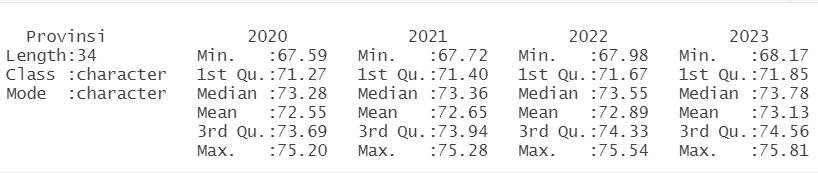 Provinsi 2020 2021 2022 2023
Length:34 Min. :67.59 Min. :67.72 Min. :67.98 Min. :68.17
Class :character 1st Qu.:71.27 1st Qu.:71.40 1st Qu.:71.67 1st Qu.:71.85
Mode :character Median :73.28 Median :73.36 Median :73.55 Median :73.78
Mean :72.55 Mean :72.65 Mean :72.89 Mean :73.13
3rd Qu.:73.69 3rd Qu.:73.94 3rd Qu.:74.33 3rd Qu.:74.56
Max. :75.20 Max. :75.28 Max. :75.54 Max. :75.81